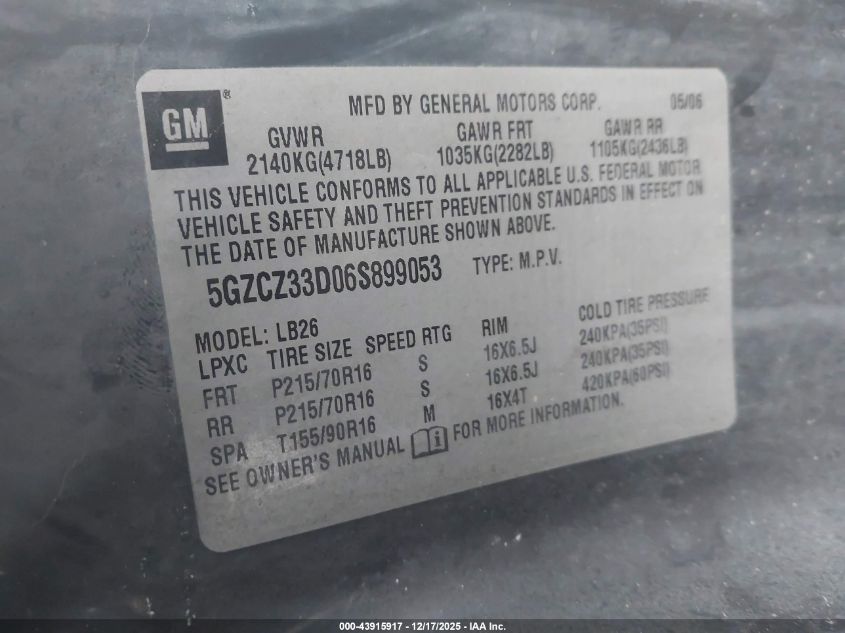 GM®
MFD BY GENERAL MOTORS CORP. 05/06
GVWR GAWR FRT GAWR RR
2140KG(4718LB) 1035KG(2282LB) 1105KG(2436LB)
THIS VEHICLE CONFORMS TO ALL APPLICABLE U.S. FEDERAL MOTOR
VEHICLE SAFETY AND THEFT PREVENTION STANDARDS IN EFFECT ON
THE DATE OF MANUFACTURE SHOWN ABOVE.
5GZCZ33D06S899053 TYPE: M.P.V.
MODEL: LB26
LPXC TIRE SIZE SPEED RTG RIM COLD TIRE PRESSURE
FRT P215/70R16 S 16X6.5J 240KPA(35PSI)
RR P215/70R16 S 16X6.5J 240KPA(35PSI)
SPA T155/90R16 M 16X4T 420KPA(60PSI)
SEE OWNER'S MANUAL FOR MORE INFORMATION.
000-43915917 - 12/17/2025 - IAA Inc.